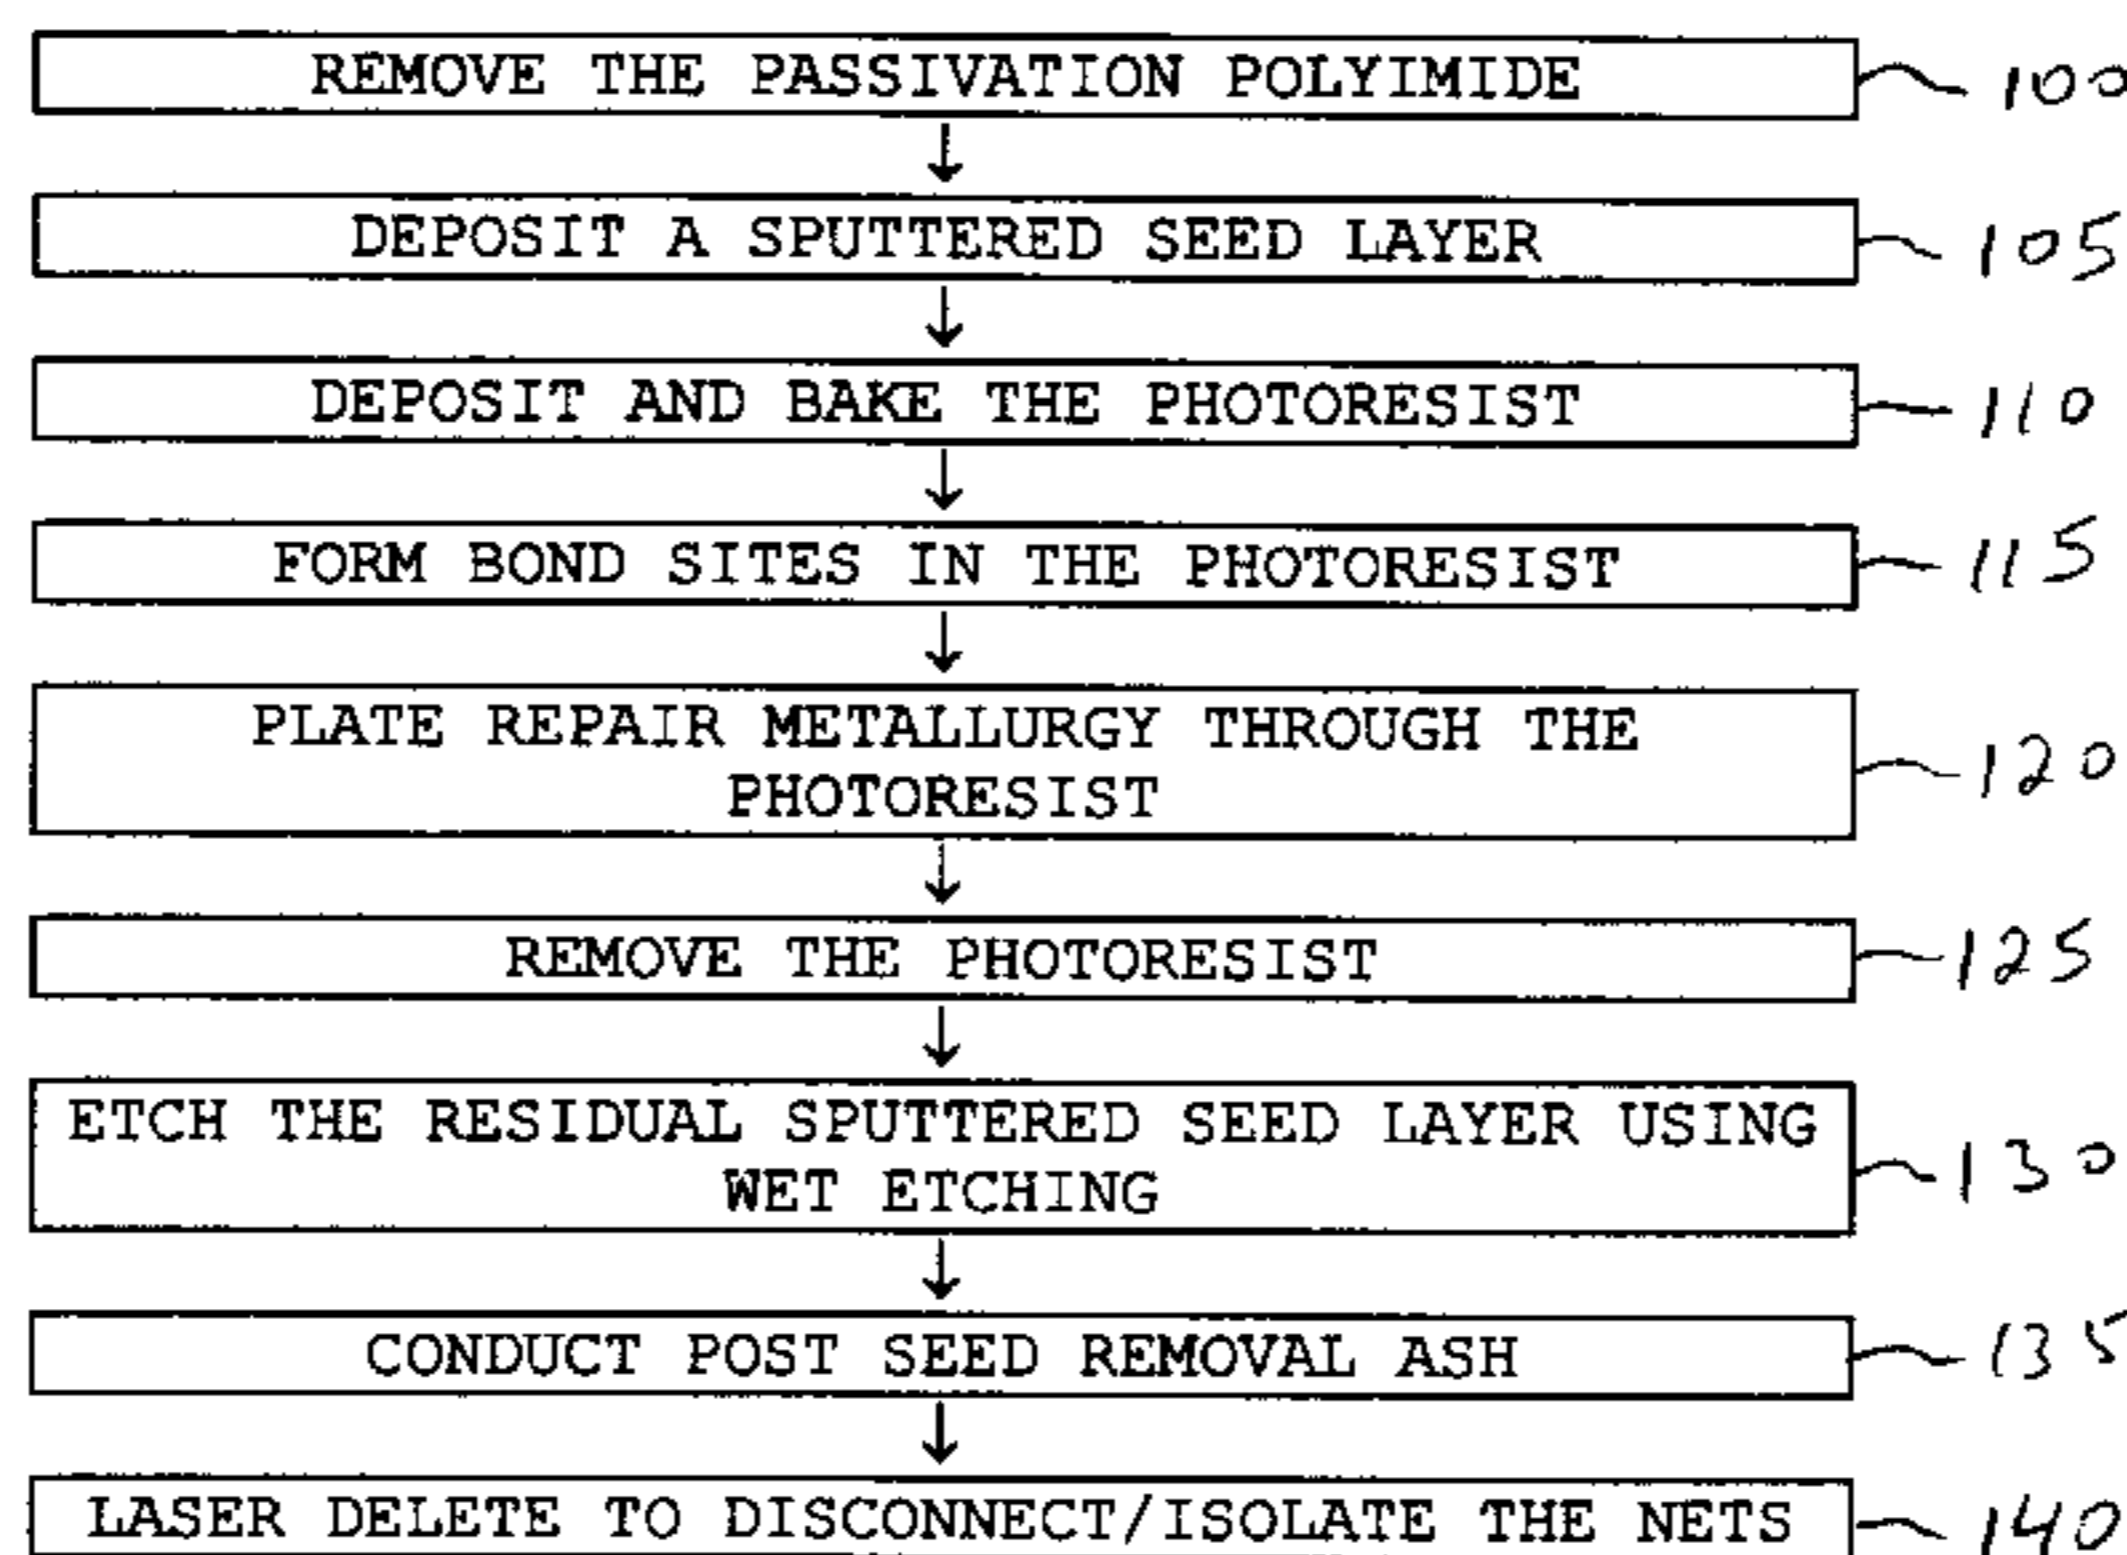 REMOVE THE PASSIVATION POLYIMIDE 100
DEPOSIT A SPUTTERED SEED LAYER 105
DEPOSIT AND BAKE THE PHOTORESIST 110
FORM BOND SITES IN THE PHOTORESIST 115
PLATE REPAIR METALLURGY THROUGH THE
PHOTORESIST 120
REMOVE THE PHOTORESIST 125
ETCH THE RESIDUAL SPUTTERED SEED LAYER USING
WET ETCHING 130
CONDUCT POST SEED REMOVAL ASH 135
LASER DELETE TO DISCONNECT/ISOLATE THE NETS 140